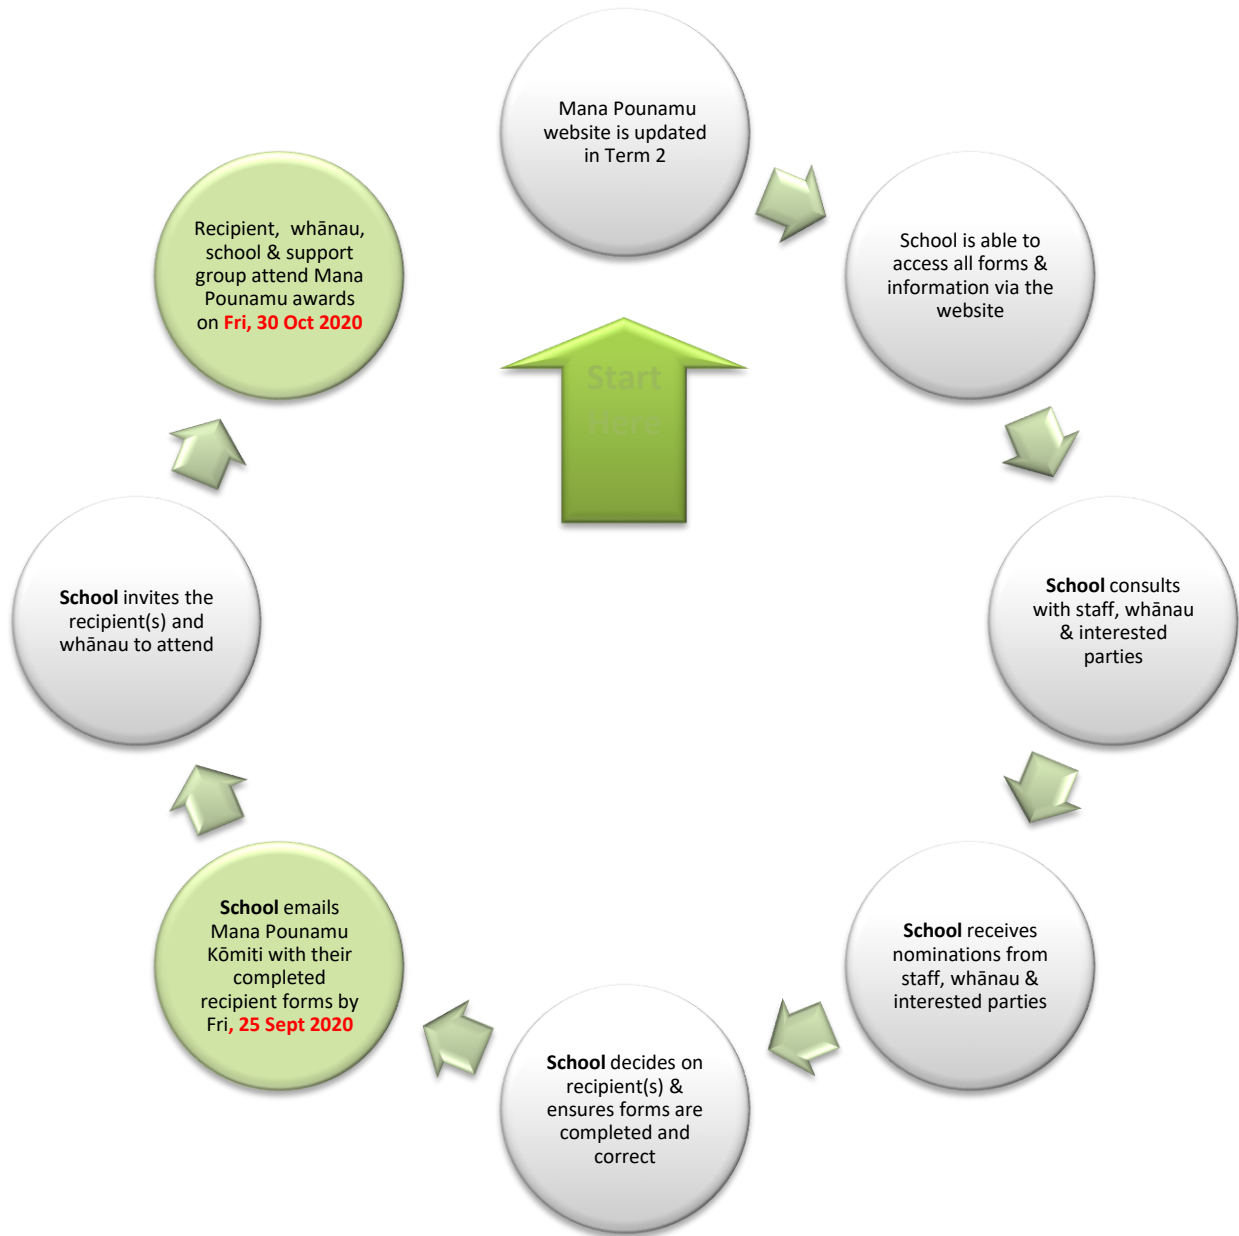 Mana Pounamu
website is updated
in Term 2
School is able to
access all forms &
information via the
website
School consults
with staff, whānau
& interested
parties
School receives
nominations from
staff, whānau &
interested parties
School decides on
recipient(s) &
ensures forms are
completed and
correct
School emails
Mana Pounamu
Kōmiti with their
completed
recipient forms by
Fri, 25 Sept 2020
School invites the
recipient(s) and
whānau to attend
Recipient, whānau,
school & support
group attend Mana
Pounamu awards
on Fri, 30 Oct 2020
Start
Here